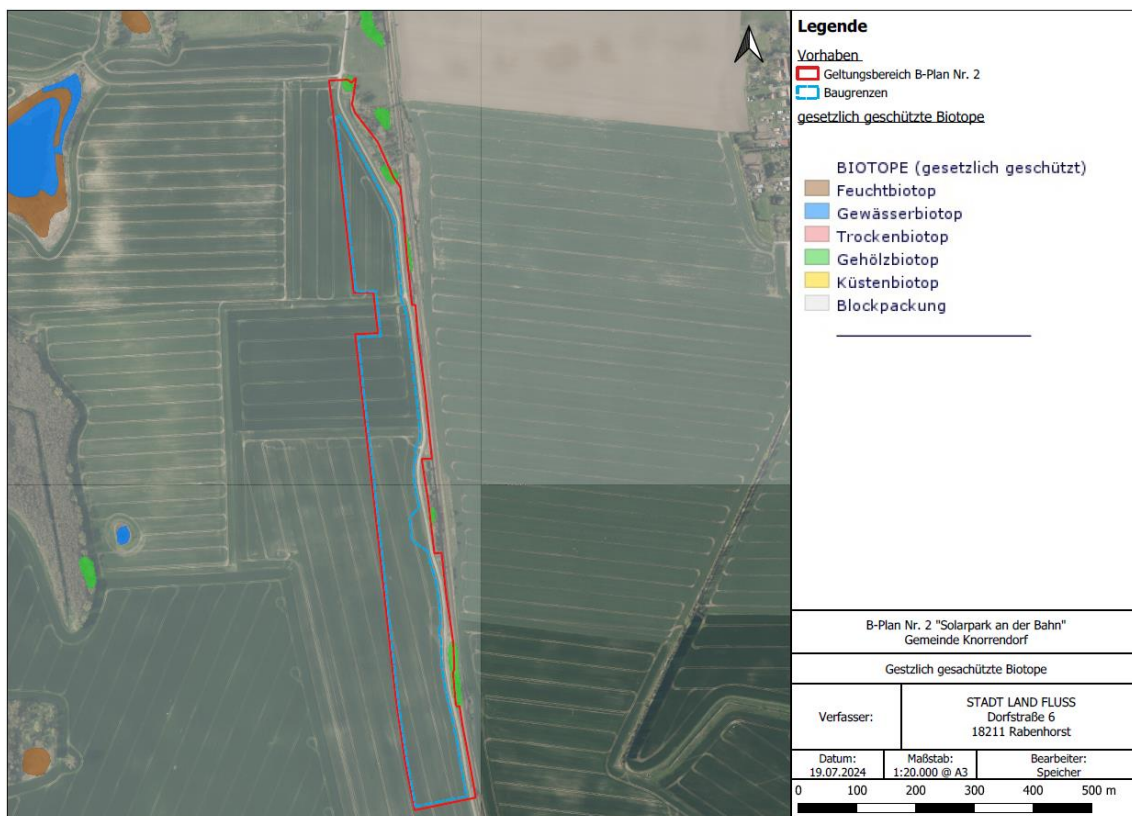 Legende
Vorhaben
Geltungsbereich B-Plan Nr. 2
Baugrenzen
gesetzlich geschützte Biotope
BIOTOPE (gesetzlich geschützt)
Feuchtbiotop
Gewässerbiotop
Trockenbiotop
Gehölzbiotop
Küstenbiotop
Blockpackung
B-Plan Nr. 2 "Solarpark an der Bahn"
Gemeinde Knorrendorf
Gestzlich gesachützte Biotope
Verfasser:
STADT LAND FLUSS
Dorfstraße 6
18211 Rabenhorst
Datum:
19.07.2024
Maßstab:
1:20.000 @ A3
Bearbeiter:
Speicher
0 100 200 300 400 500 m